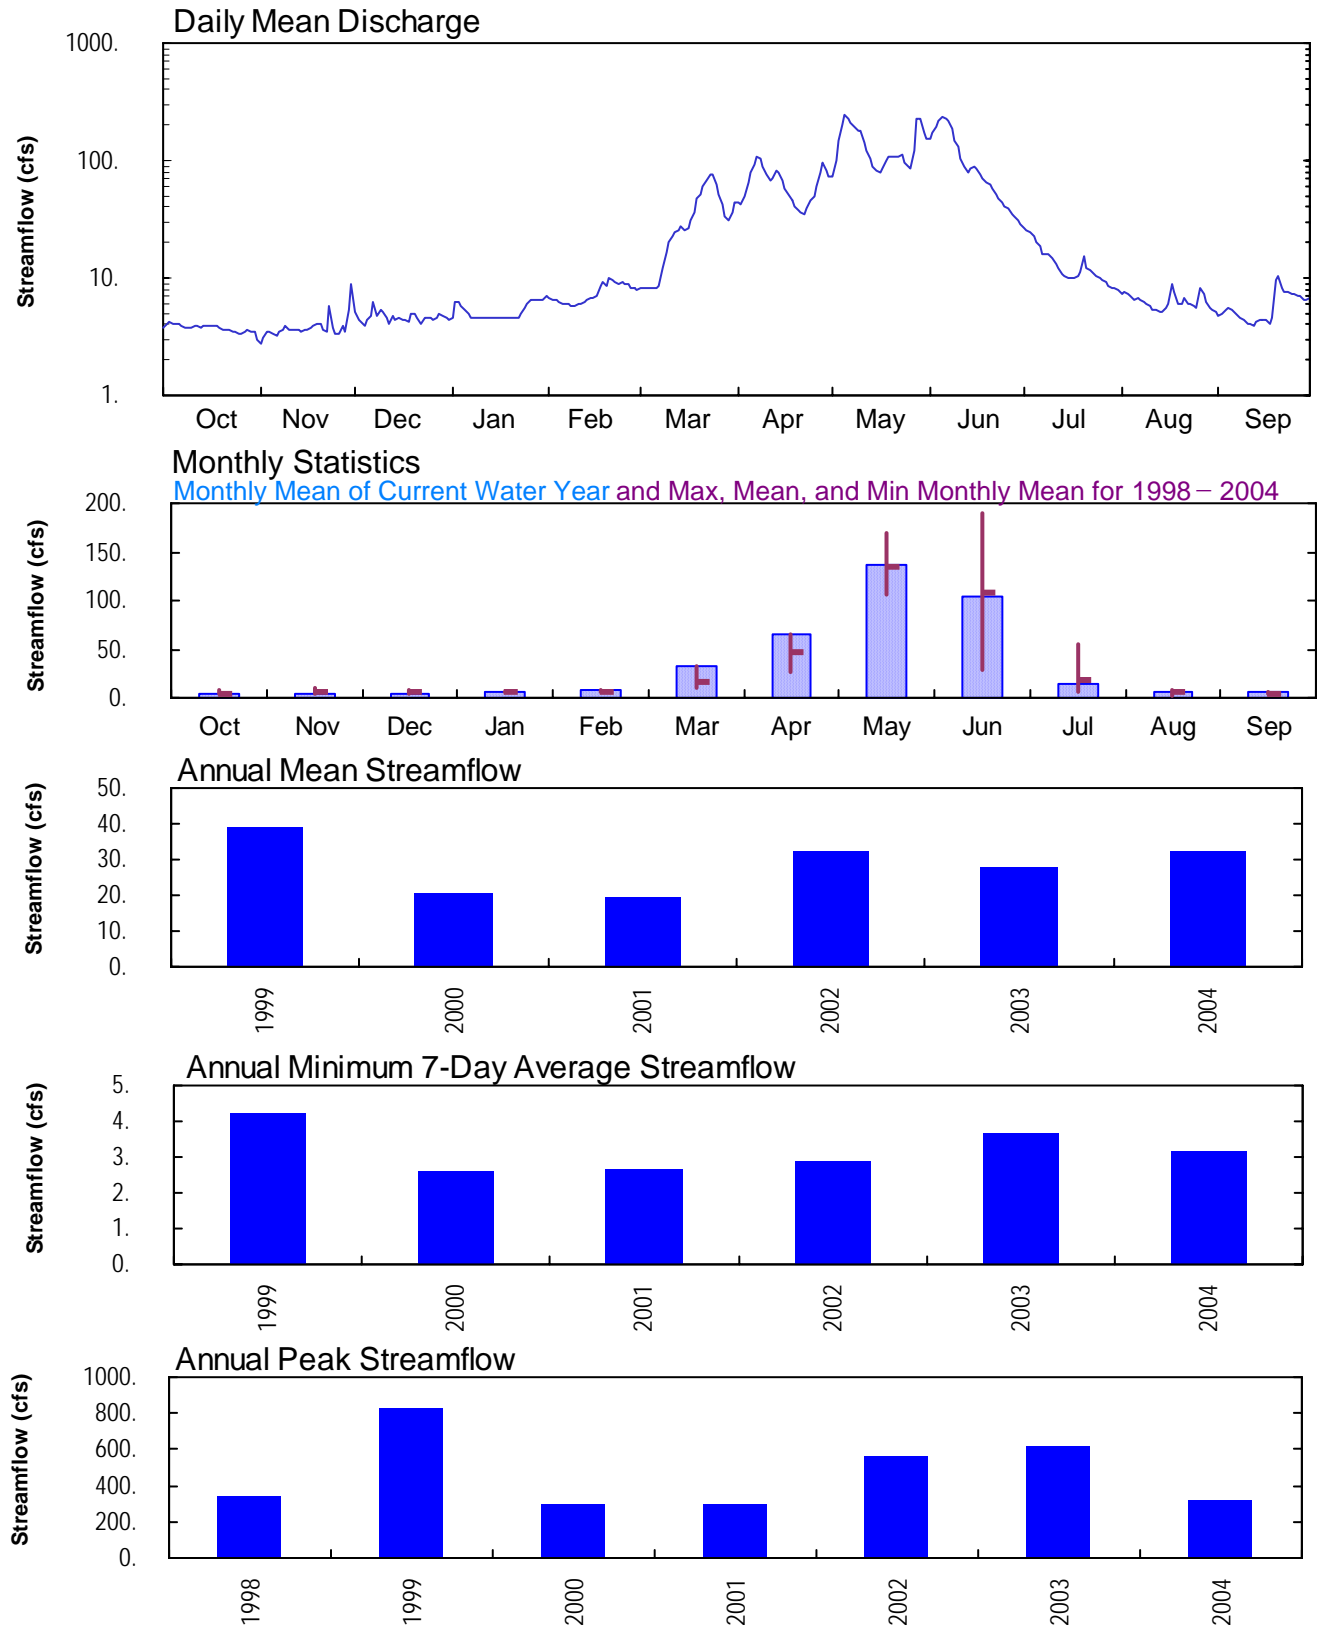 Daily Mean Discharge
Streamflow (cfs)
1000.
100.
10.
1.
Oct Nov Dec Jan Feb Mar Apr May Jun Jul Aug Sep
Monthly Statistics
Monthly Mean of Current Water Year and Max, Mean, and Min Monthly Mean for 1998 – 2004
Streamflow (cfs)
200.
150.
100.
50.
0.
Oct Nov Dec Jan Feb Mar Apr May Jun Jul Aug Sep
Annual Mean Streamflow
Streamflow (cfs)
50.
40.
30.
20.
10.
0.
1999 2000 2001 2002 2003 2004
Annual Minimum 7-Day Average Streamflow
Streamflow (cfs)
5.
4.
3.
2.
1.
0.
1999 2000 2001 2002 2003 2004
Annual Peak Streamflow
Streamflow (cfs)
1000.
800.
600.
400.
200.
0.
1998 1999 2000 2001 2002 2003 2004